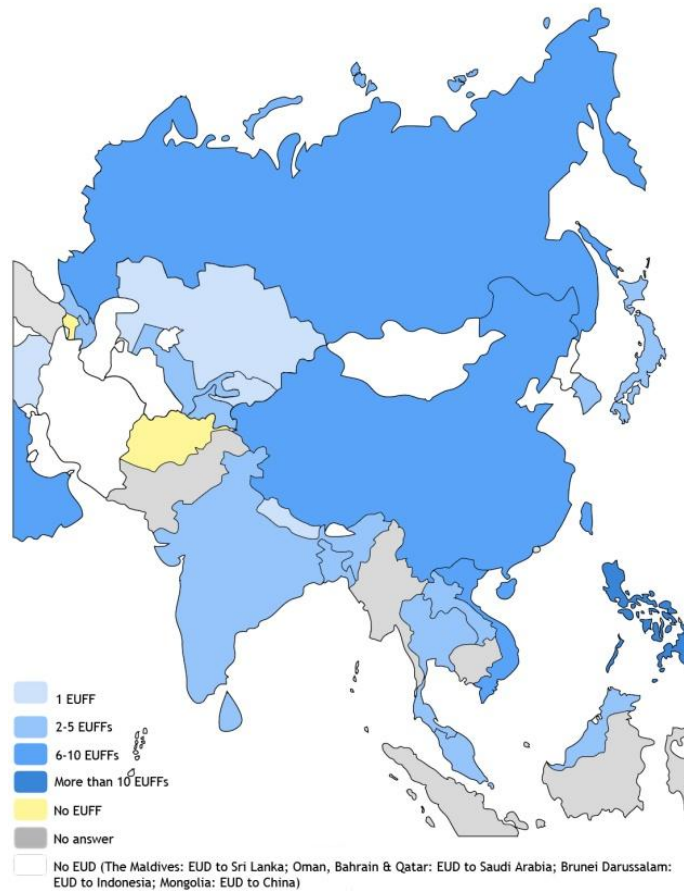 1 EUFF
2-5 EUFFs
6-10 EUFFs
More than 10 EUFFs
No EUFF
No answer
No EUD (The Maldives: EUD to Sri Lanka; Oman, Bahrain & Qatar: EUD to Saudi Arabia; Brunei Darussalam:
EUD to Indonesia; Mongolia: EUD to China)